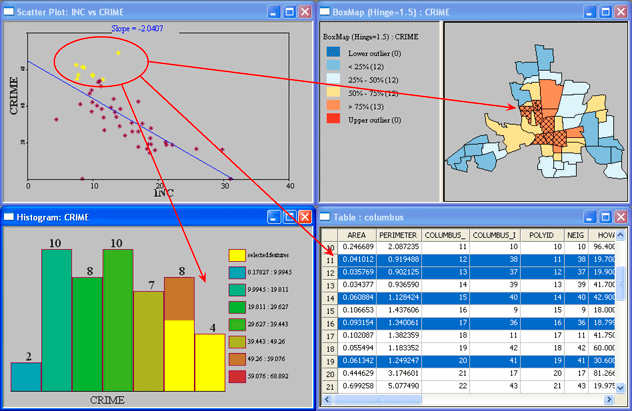 Scatter Plot: INC vs CRIME
Slope = -2.0407
CRIME
0 10 20 30 40
INC
BoxMap (Hinge=1.5) : CRIME
BoxMap (Hinge=1.5) : CRIME
Lower outlier (0)
< 25% (12)
25% - 50% (12)
50% - 75% (12)
> 75% (13)
Upper outlier (0)
Histogram: CRIME
2 10 8 10 7 8 4
CRIME
selected features
0.17827 : 9.9945
9.9945 : 19.811
19.811 : 29.627
29.627 : 39.443
39.443 : 49.26
49.26 : 59.076
59.076 : 68.892
Table : columbus
AREA PERIMETER COLUMBUS_ COLUMBUS_I POLYID NEIG HOVA
10 0.246689 2.087235 11 10 10 10 96.400
11 0.041012 0.919488 12 38 11 38 19.700
12 0.035769 0.902125 13 37 12 37 19.900
13 0.034377 0.936590 14 39 13 39 41.700
14 0.060884 1.128424 15 40 14 40 42.900
15 0.106653 1.437606 16 9 15 9 18.000
16 0.093154 1.340061 17 36 16 36 18.799
17 0.102087 1.382359 18 11 17 11 41.750
18 0.055494 1.183352 19 42 18 42 60.000
19 0.061342 1.249247 20 41 19 41 30.600
20 0.444629 3.174601 21 17 20 17 81.266
21 0.699258 5.077490 22 43 21 43 19.975